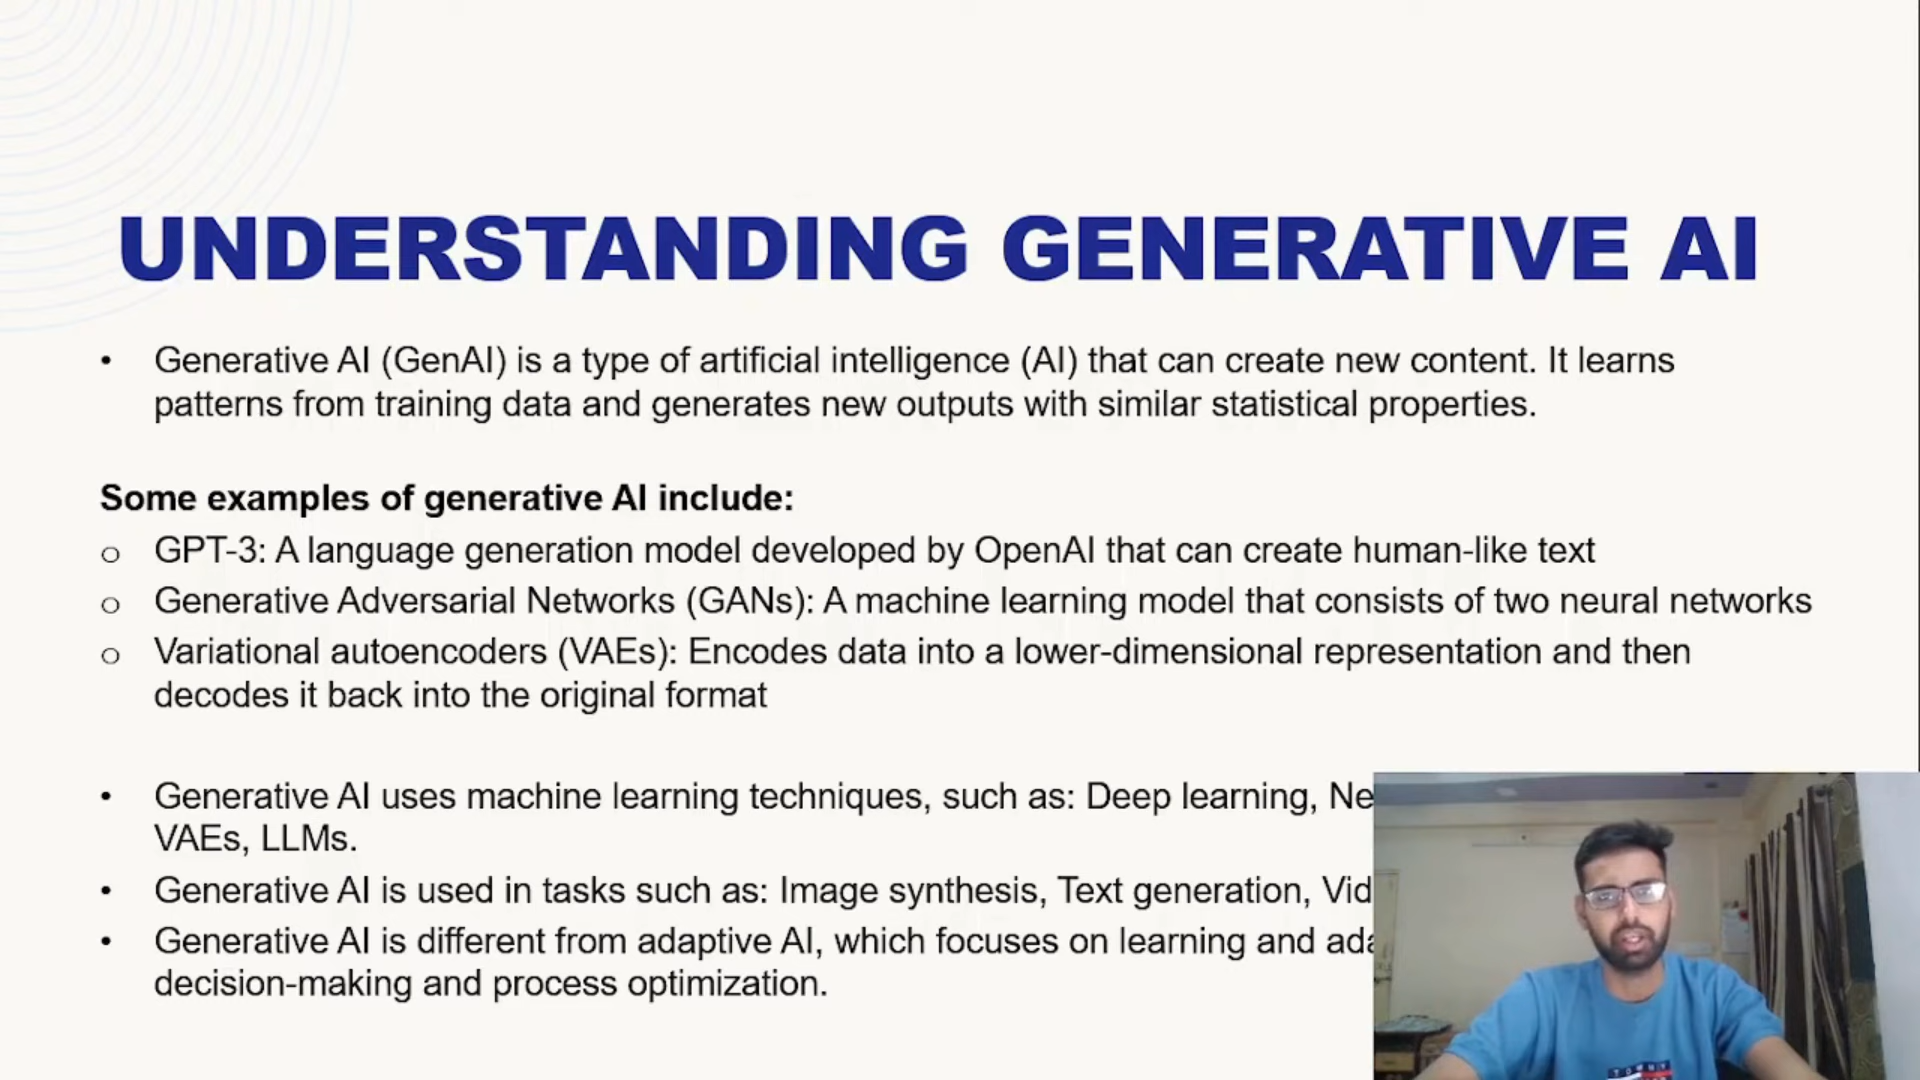 UNDERSTANDING GENERATIVE AI
• Generative AI (GenAI) is a type of artificial intelligence (AI) that can create new content. It learns
patterns from training data and generates new outputs with similar statistical properties.
Some examples of generative AI include:
o GPT-3: A language generation model developed by OpenAI that can create human-like text
o Generative Adversarial Networks (GANs): A machine learning model that consists of two neural networks
o Variational autoencoders (VAEs): Encodes data into a lower-dimensional representation and then
decodes it back into the original format
• Generative AI uses machine learning techniques, such as: Deep learning, Ne
VAEs, LLMs.
• Generative AI is used in tasks such as: Image synthesis, Text generation, Vid
• Generative AI is different from adaptive AI, which focuses on learning and ada
decision-making and process optimization.
TOMMY